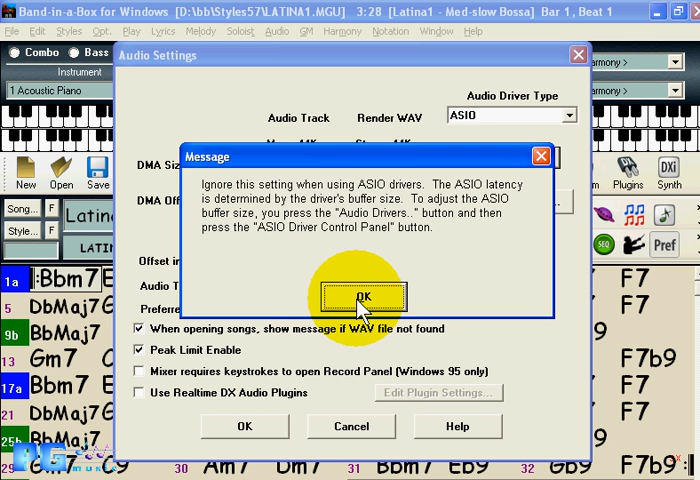 Band-in-a-Box for Windows [D:\bb\Styles57\LATINA1.MGU] 3:28 [Latina1 - Med-slow Bossa] Bar 1, Beat 1
File Edit Styles Opt. Play Lyrics Melody Soloist Audio GM Harmony Notation Window Help
Combo Bass
Instrument
1 Acoustic Piano
New Open Save
Plugins Synth
DXi
Song... F
Style... F
SEQ
Pref
Audio Settings
Audio Driver Type
Audio Track Render WAV
ASIO
DMA Off
Message
Ignore this setting when using ASIO drivers. The ASIO latency
is determined by the driver's buffer size. To adjust the ASIO
buffer size, you press the "Audio Drivers.." button and then
press the "ASIO Driver Control Panel" button.
OK
Offset in
When opening songs, show message if WAV file not found
Peak Limit Enable
Mixer requires keystrokes to open Record Panel (Windows 95 only)
Use Realtime DX Audio Plugins
Edit Plugin Settings...
OK Cancel Help
1a Bbm7 F7
5 DbMaj7 F7
9b BbMaj7
13 Gm7 F7b9
17a Bbm7 F7
21 DbMaj7 F7
25b BbMaj7
29 Gm7 30 Am7 Dm7 31 Bbm7 Eb9 32 Gb9 F7b9